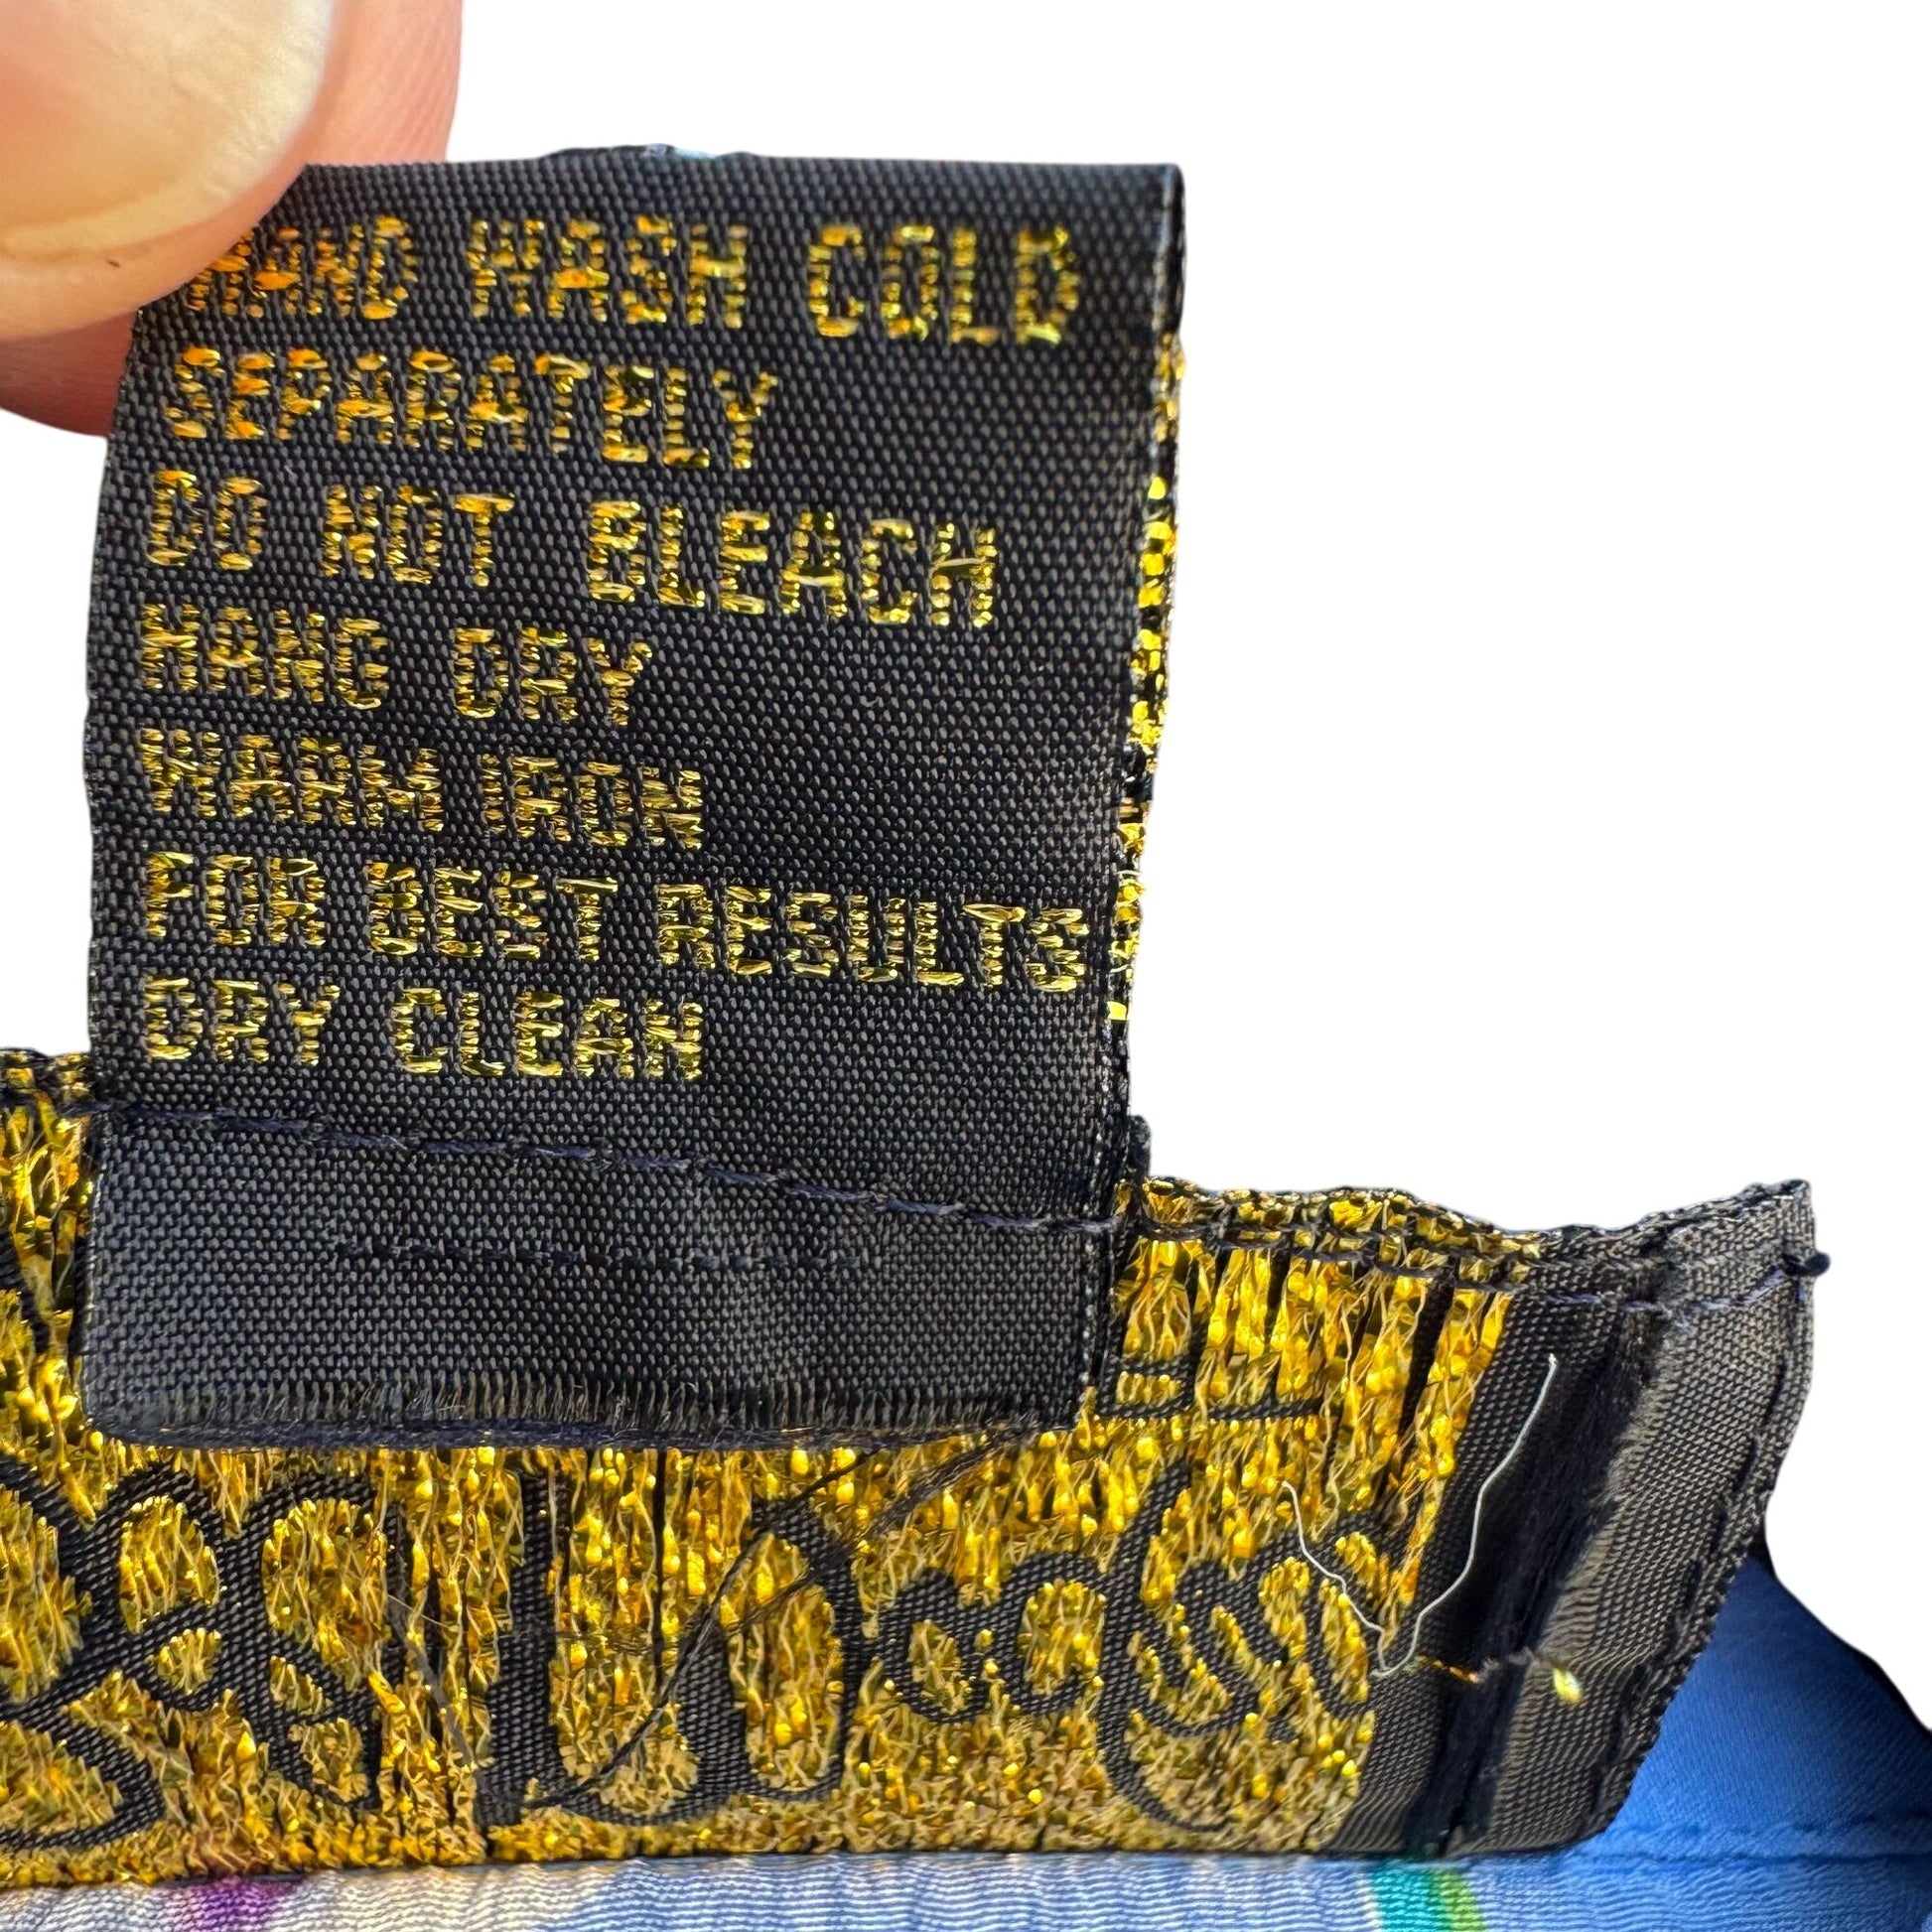 HAND WASH COLD
SEPARATELY
DO NOT BLEACH
HANG DRY
WARM IRON
FOR BEST RESULTS
DRY CLEAN